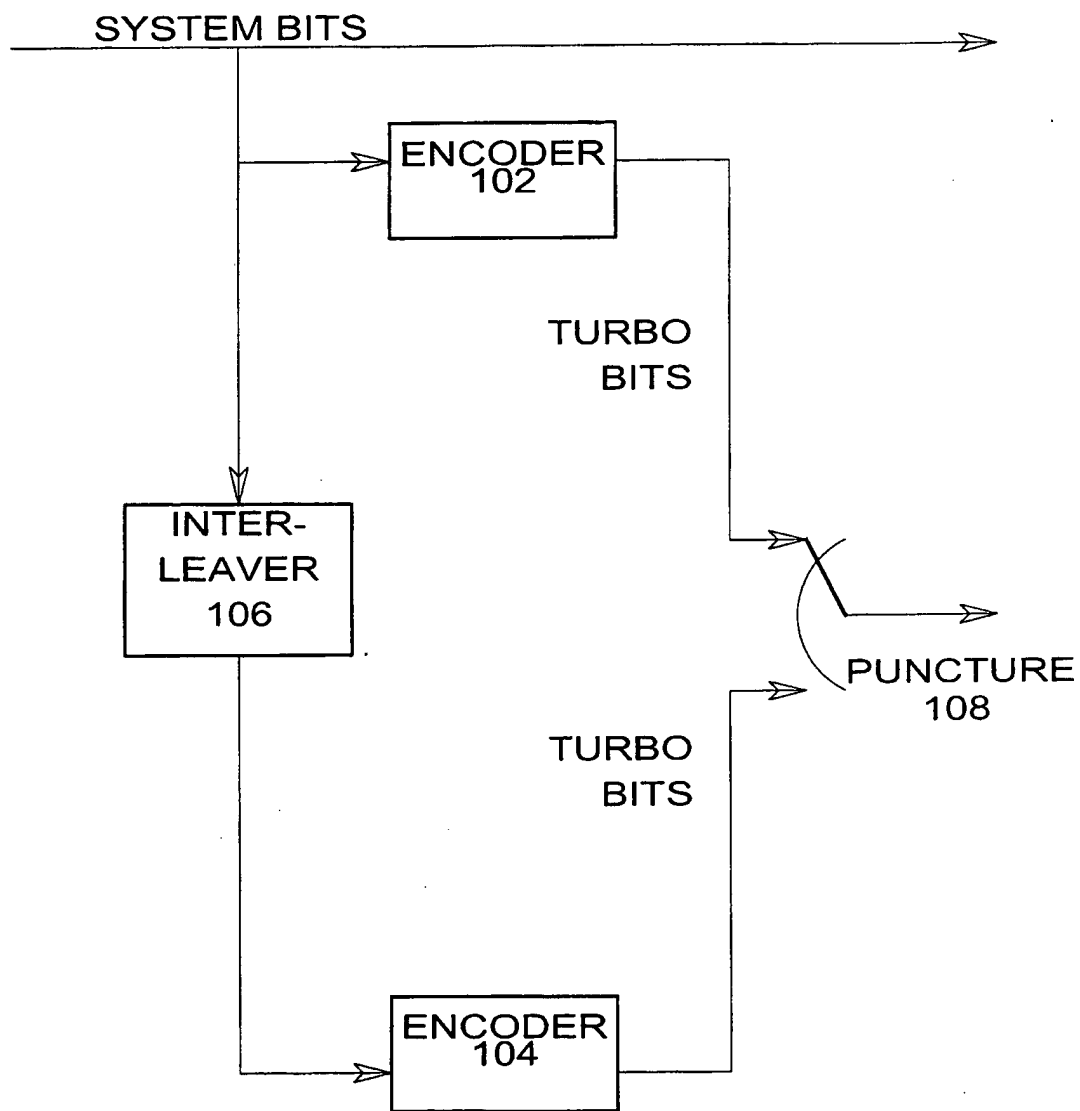 SYSTEM BITS
ENCODER
102
TURBO
BITS
INTER-
LEAVER
106
PUNCTURE
108
TURBO
BITS
ENCODER
104